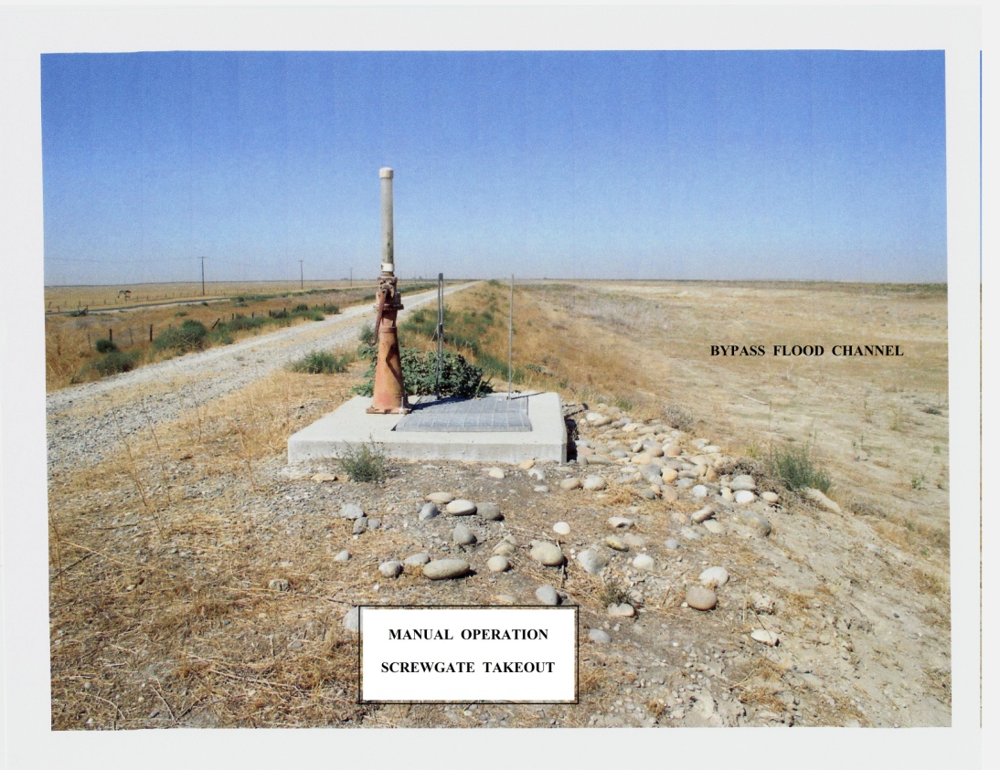 BYPASS FLOOD CHANNEL
MANUAL OPERATION
SCREWGATE TAKEOUT